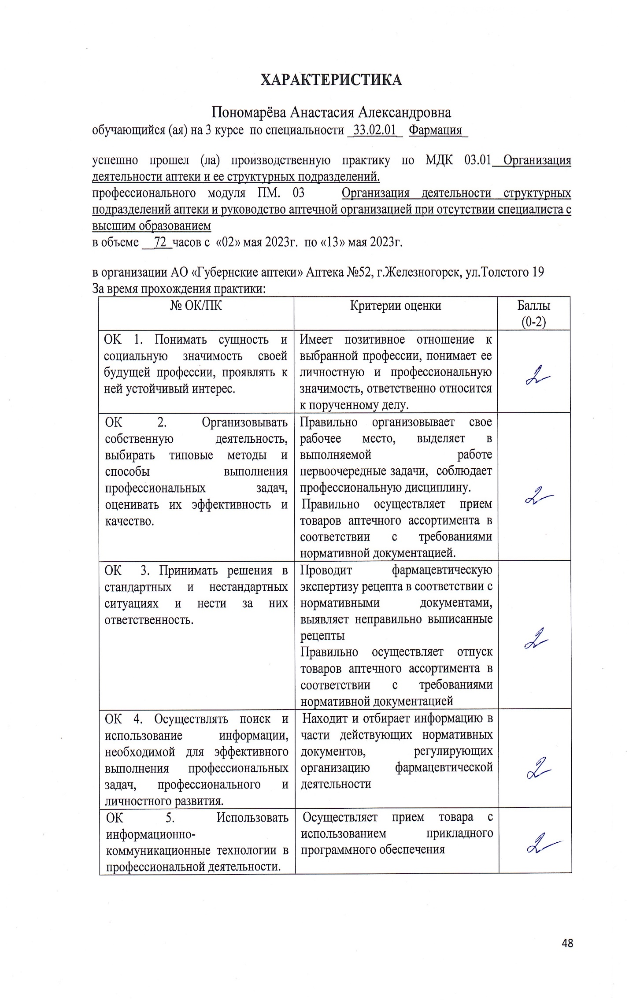 ХАРАКТЕРИСТИКА
Пономарёва Анастасия Александровна
обучающийся (ая) на 3 курсе по специальности _33.02.01_ Фармация_
успешно прошел (ла) производственную практику по МДК 03.01_ Организация
деятельности аптеки и ее структурных подразделений.
профессионального модуля ПМ. 03 Организация деятельности структурных
подразделений аптеки и руководство аптечной организацией при отсутствии специалиста с
высшим образованием
в объеме __72_часов с «02» мая 2023г. по «13» мая 2023г.
в организации АО «Губернские аптеки» Аптека №52, г.Железногорск, ул.Толстого 19
За время прохождения практики:
№ ОК/ПК
Критерии оценки
Баллы
(0-2)
ОК 1. Понимать сущность и
социальную значимость своей
будущей профессии, проявлять к
ней устойчивый интерес.
Имеет позитивное отношение к
выбранной профессии, понимает ее
личностную и профессиональную
значимость, ответственно относится
к порученному делу.
2
ОК 2. Организовывать
собственную деятельность,
выбирать типовые методы и
способы выполнения
профессиональных задач,
оценивать их эффективность и
качество.
Правильно организовывает свое
рабочее место, выделяет в
выполняемой работе
первоочередные задачи, соблюдает
профессиональную дисциплину.
Правильно осуществляет прием
товаров аптечного ассортимента в
соответствии с требованиями
нормативной документацией.
2
ОК 3. Принимать решения в
стандартных и нестандартных
ситуациях и нести за них
ответственность.
Проводит фармацевтическую
экспертизу рецепта в соответствии с
нормативными документами,
выявляет неправильно выписанные
рецепты
Правильно осуществляет отпуск
товаров аптечного ассортимента в
соответствии с требованиями
нормативной документацией
2
ОК 4. Осуществлять поиск и
использование информации,
необходимой для эффективного
выполнения профессиональных
задач, профессионального и
личностного развития.
Находит и отбирает информацию в
части действующих нормативных
документов, регулирующих
организацию фармацевтической
деятельности
2
ОК 5. Использовать
информационно-
коммуникационные технологии в
профессиональной деятельности.
Осуществляет прием товара с
использованием прикладного
программного обеспечения
2
48